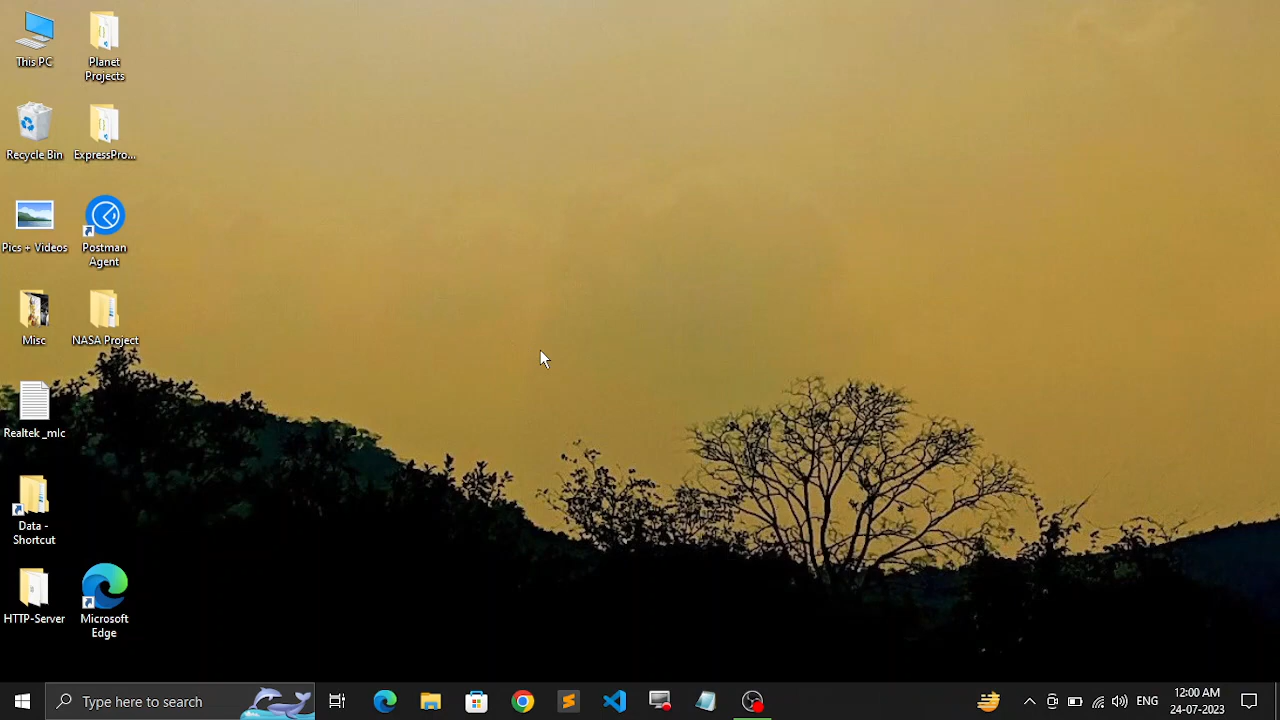 This PC
Planet
Projects
Recycle Bin
ExpressPro...
Pics + Videos
Postman
Agent
Misc
NASA Project
Realtek _mlc
Data -
Shortcut
HTTP-Server
Microsoft
Edge
Type here to search
ENG
12:00 AM
24-07-2023